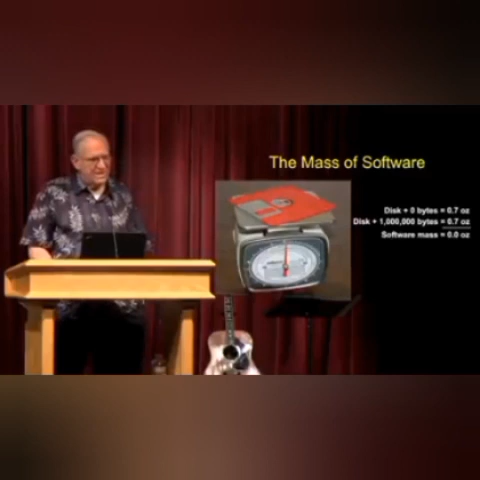 The Mass of Software
Disk + 0 bytes = 0.7 oz
Disk + 1,000,000 bytes = 0.7 oz
Software mass = 0.0 oz